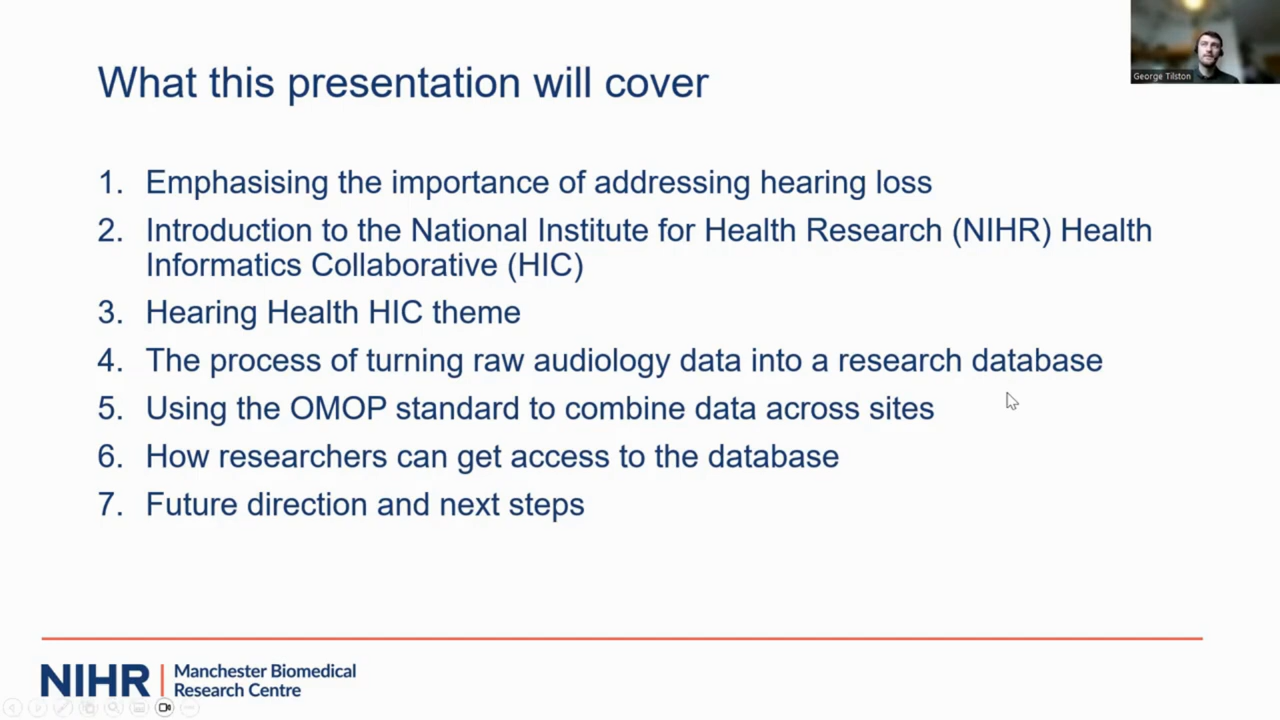 George Tilston
What this presentation will cover
1. Emphasising the importance of addressing hearing loss
2. Introduction to the National Institute for Health Research (NIHR) Health
Informatics Collaborative (HIC)
3. Hearing Health HIC theme
4. The process of turning raw audiology data into a research database
5. Using the OMOP standard to combine data across sites
6. How researchers can get access to the database
7. Future direction and next steps
NIHR | Manchester Biomedical
Research Centre